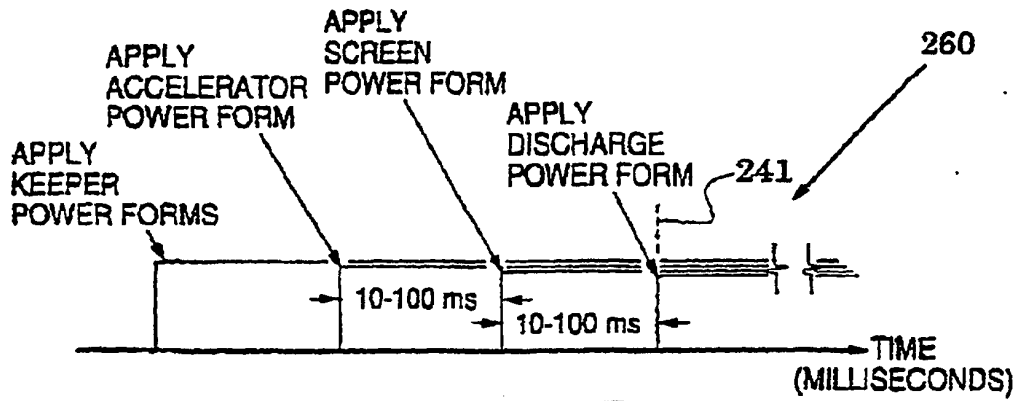 APPLY
KEEPER
POWER FORMS
APPLY
ACCELERATOR
POWER FORM
APPLY
SCREEN
POWER FORM
APPLY
DISCHARGE
POWER FORM
241
260
10-100 ms
10-100 ms
TIME
(MILLISECONDS)